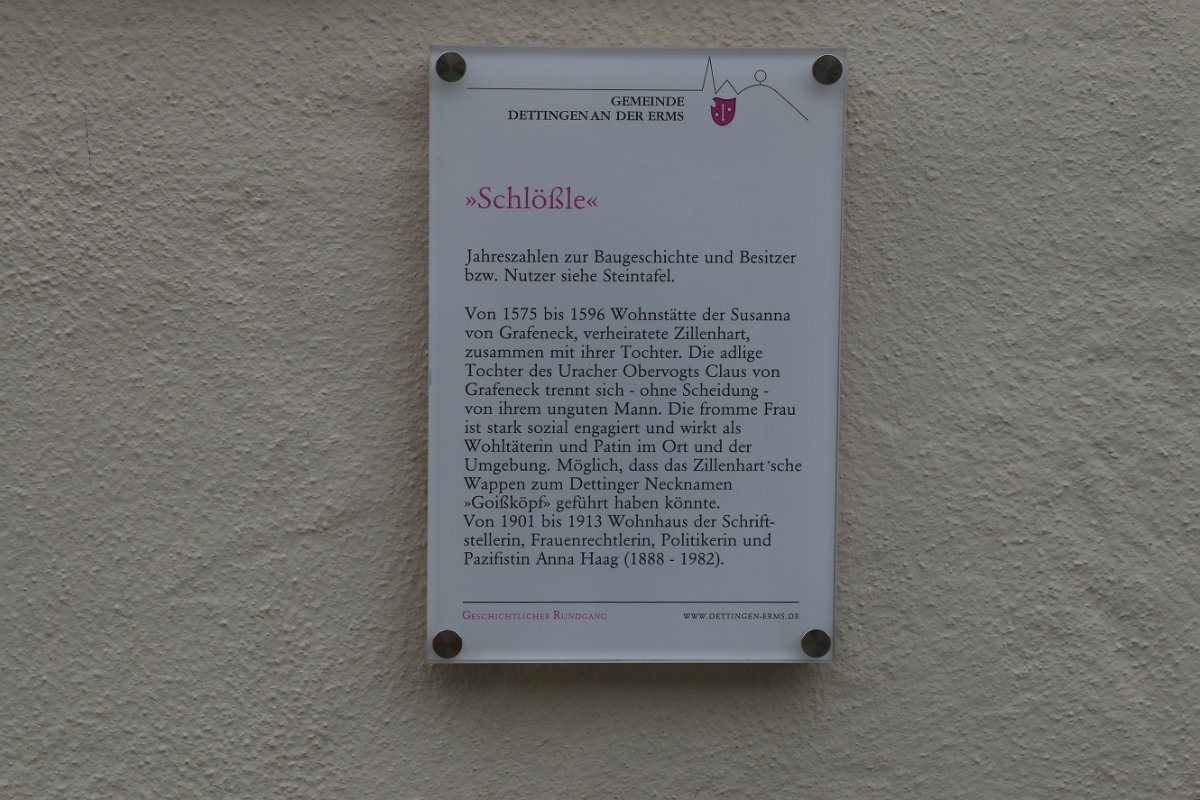 GEMEINDE
DETTINGEN AN DER ERMS
»Schlößle«
Jahreszahlen zur Baugeschichte und Besitzer
bzw. Nutzer siehe Steintafel.
Von 1575 bis 1596 Wohnstätte der Susanna
von Grafeneck, verheiratete Zillenhart,
zusammen mit ihrer Tochter. Die adlige
Tochter des Uracher Obervogts Claus von
Grafeneck trennt sich - ohne Scheidung -
von ihrem unguten Mann. Die fromme Frau
ist stark sozial engagiert und wirkt als
Wohltäterin und Patin im Ort und der
Umgebung. Möglich, dass das Zillenhart’sche
Wappen zum Dettinger Necknamen
»Goißköpf» geführt haben könnte.
Von 1901 bis 1913 Wohnhaus der Schrift-
stellerin, Frauenrechtlerin, Politikerin und
Pazifistin Anna Haag (1888 - 1982).
GESCHICHTLICHER RUNDGANG WWW.DETTINGEN-ERMS.DE